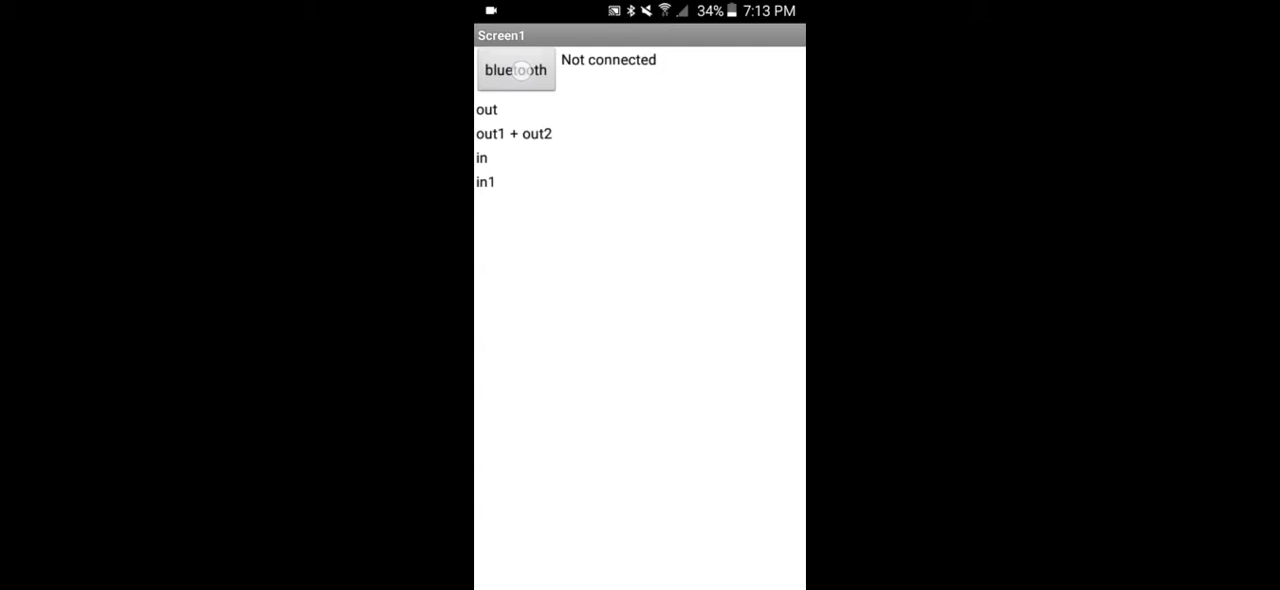 34% 7:13 PM
Screen1
bluetooth
Not connected
out
out1 + out2
in
in1